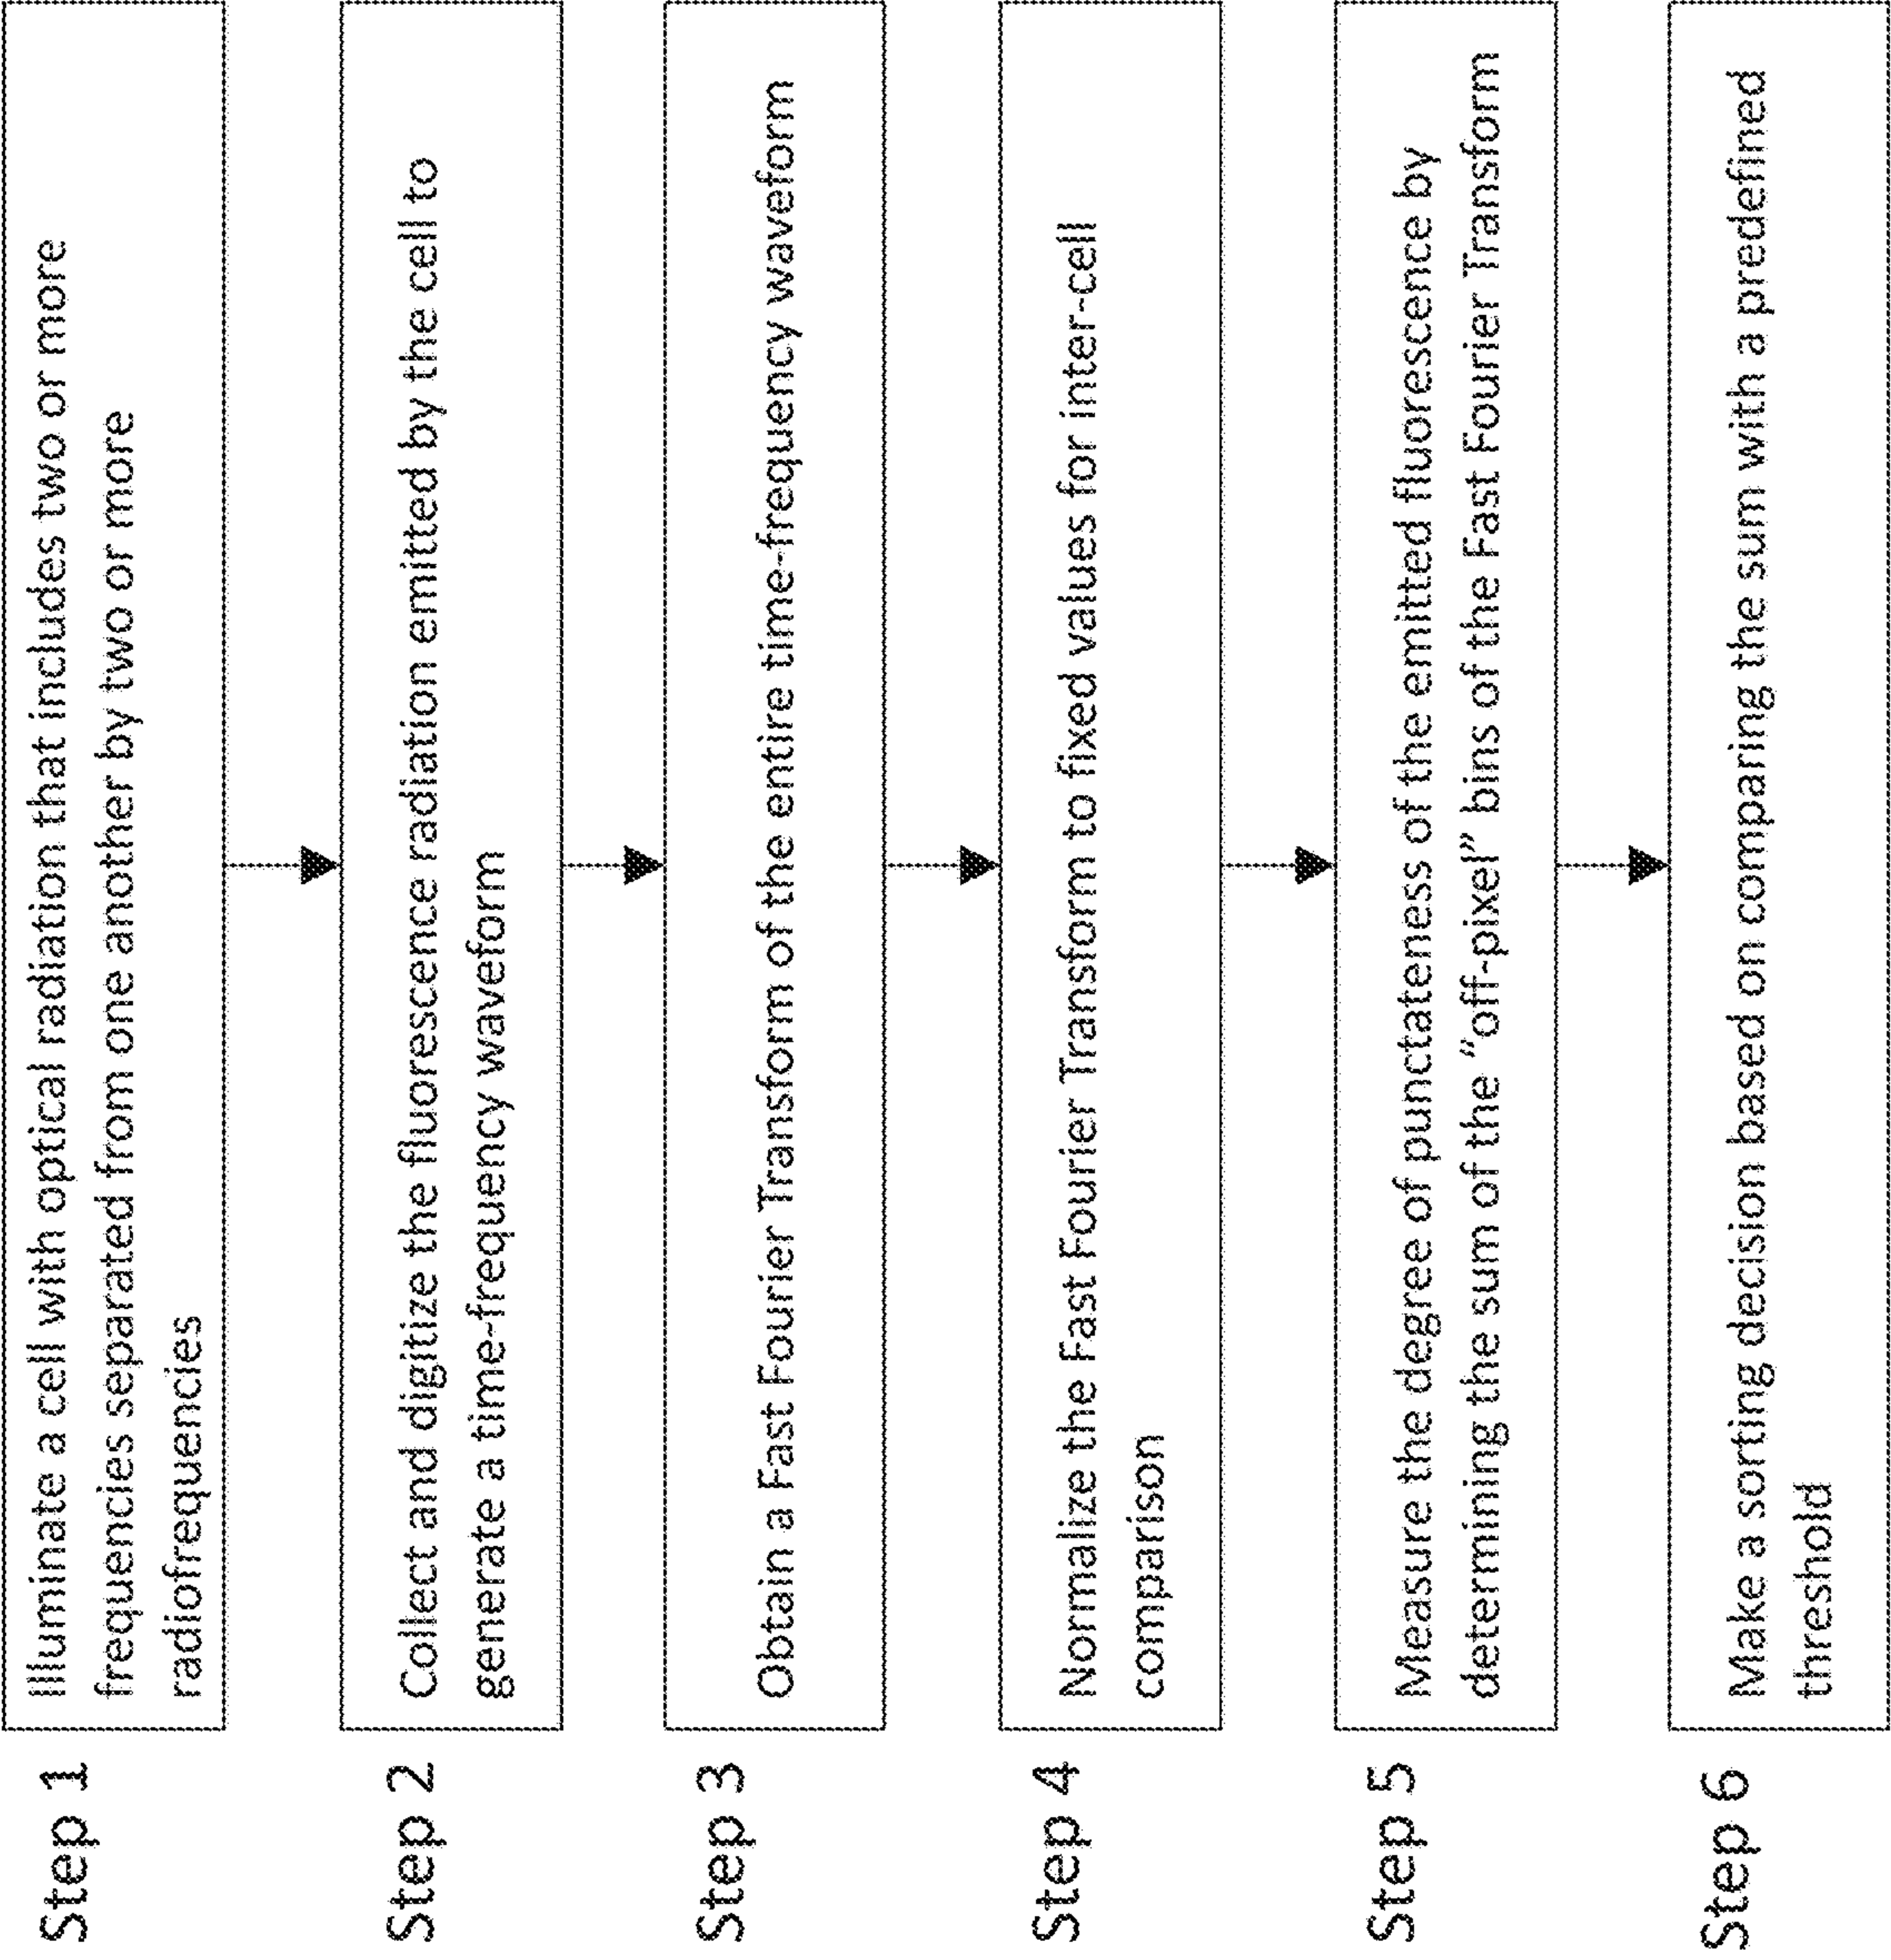 Step 1
Illuminate a cell with optical radiation that includes two or more
frequencies separated from one another by two or more
radiofrequencies
Step 2
Collect and digitize the fluorescence radiation emitted by the cell to
generate a time-frequency waveform
Step 3
Obtain a Fast Fourier Transform of the entire time-frequency waveform
Step 4
Normalize the Fast Fourier Transform to fixed values for inter-cell
comparison
Step 5
Measure the degree of punctateness of the emitted fluorescence by
determining the sum of the “off-pixel” bins of the Fast Fourier Transform
Step 6
Make a sorting decision based on comparing the sum with a predefined
threshold